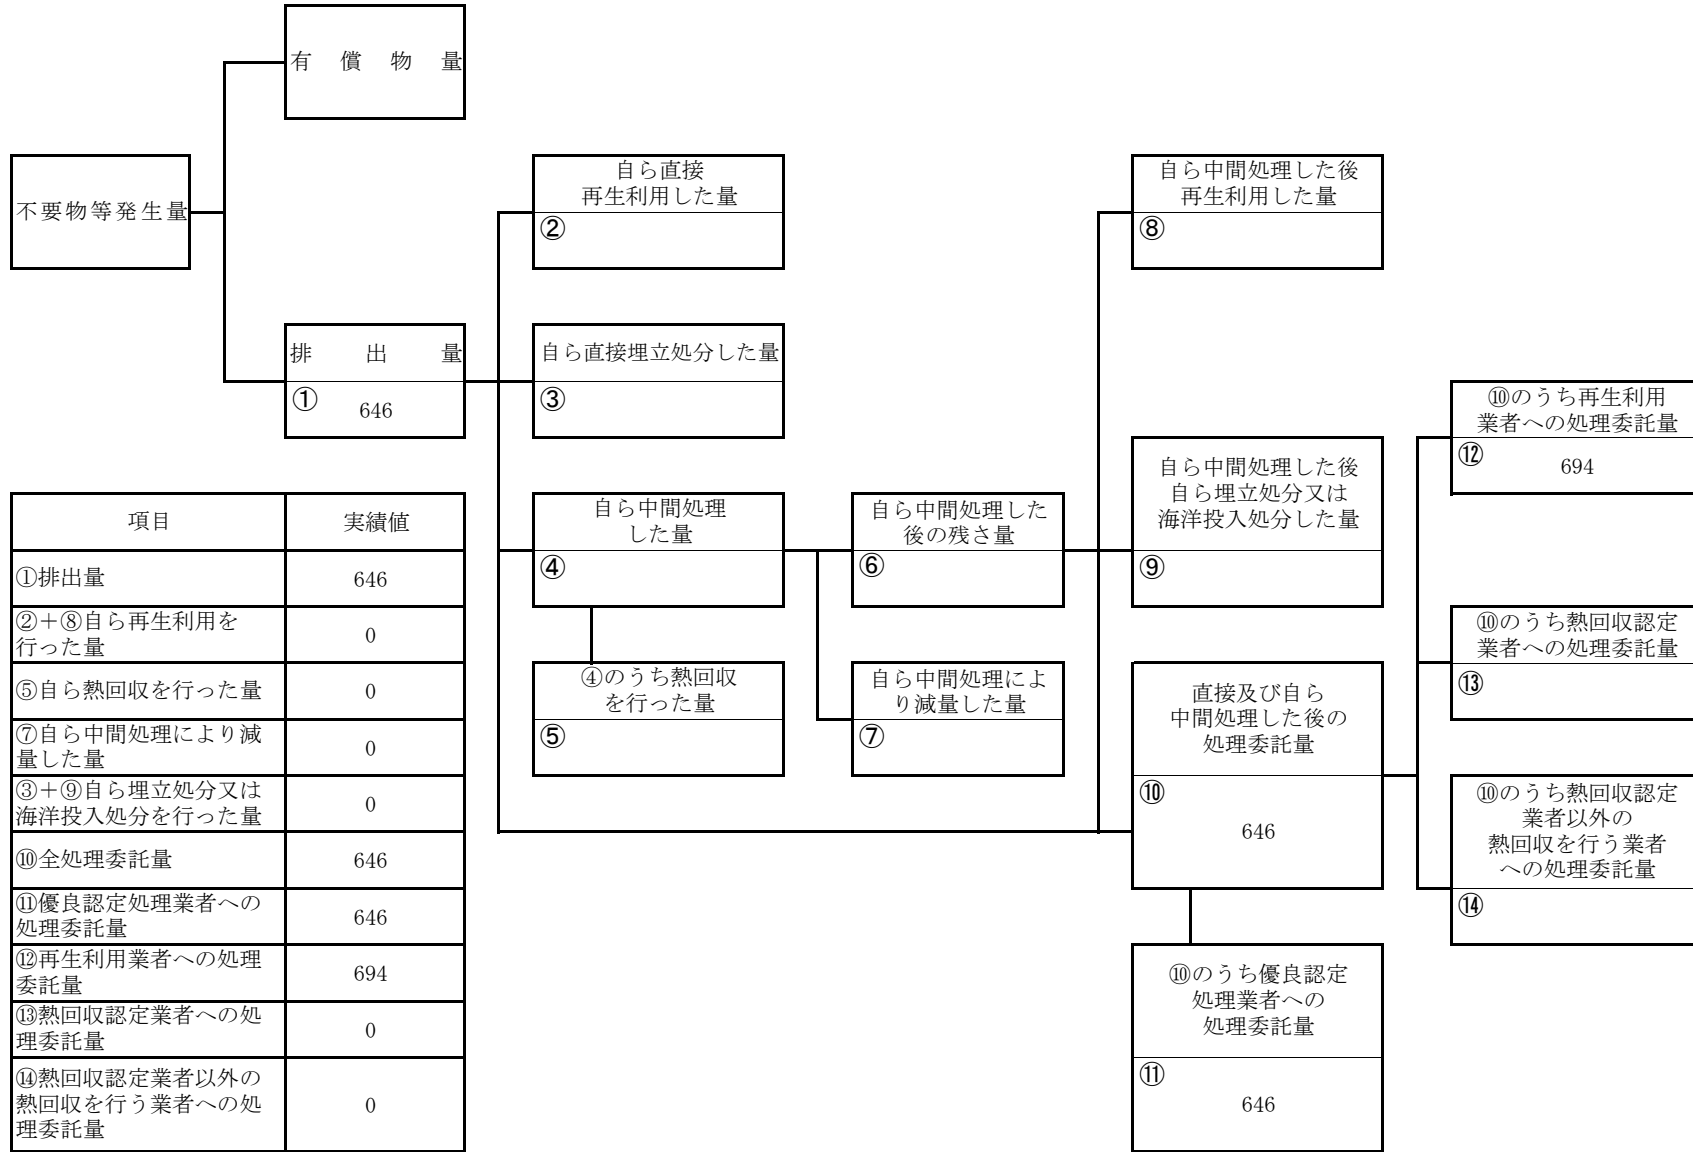 有償物量
不要物等発生量
排出量
①
646
自ら直接
再生利用した量
②
自ら直接埋立処分した量
③
自ら中間処理
した量
④
④のうち熱回収
を行った量
⑤
自ら中間処理した
後の残さ量
⑥
自ら中間処理によ
り減量した量
⑦
自ら中間処理した後
再生利用した量
⑧
自ら中間処理した後
自ら埋立処分又は
海洋投入処分した量
⑨
直接及び自ら
中間処理した後の
処理委託量
⑩
646
⑩のうち優良認定
処理業者への
処理委託量
⑪
646
⑩のうち再生利用
業者への処理委託量
⑫
694
⑩のうち熱回収認定
業者への処理委託量
⑬
⑩のうち熱回収認定
業者以外の
熱回収を行う業者
への処理委託量
⑭
項目 実績値
①排出量 646
②＋⑧自ら再生利用を
行った量 0
⑤自ら熱回収を行った量 0
⑦自ら中間処理により減
量した量 0
③＋⑨自ら埋立処分又は
海洋投入処分を行った量 0
⑩全処理委託量 646
⑪優良認定処理業者への
処理委託量 646
⑫再生利用業者への処理
委託量 694
⑬熱回収認定業者への処
理委託量 0
⑭熱回収認定業者以外の
熱回収を行う業者への処
理委託量 0